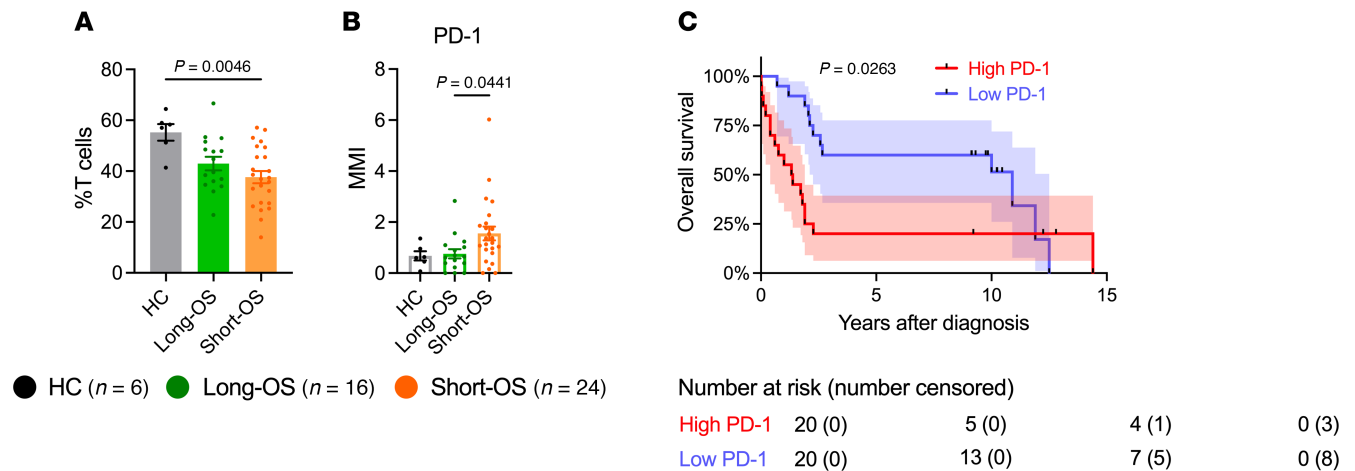 A
%T cells
80
60
40
20
0
P = 0.0046
HC
Long-OS
Short-OS
B
PD-1
MMI
8
6
4
2
0
P = 0.0441
HC
Long-OS
Short-OS
HC (n = 6)
Long-OS (n = 16)
Short-OS (n = 24)
C
Overall survival
100%
75%
50%
25%
0%
P = 0.0263
High PD-1
Low PD-1
0 5 10 15
Years after diagnosis
Number at risk (number censored)
High PD-1 20 (0) 5 (0) 4 (1) 0 (3)
Low PD-1 20 (0) 13 (0) 7 (5) 0 (8)